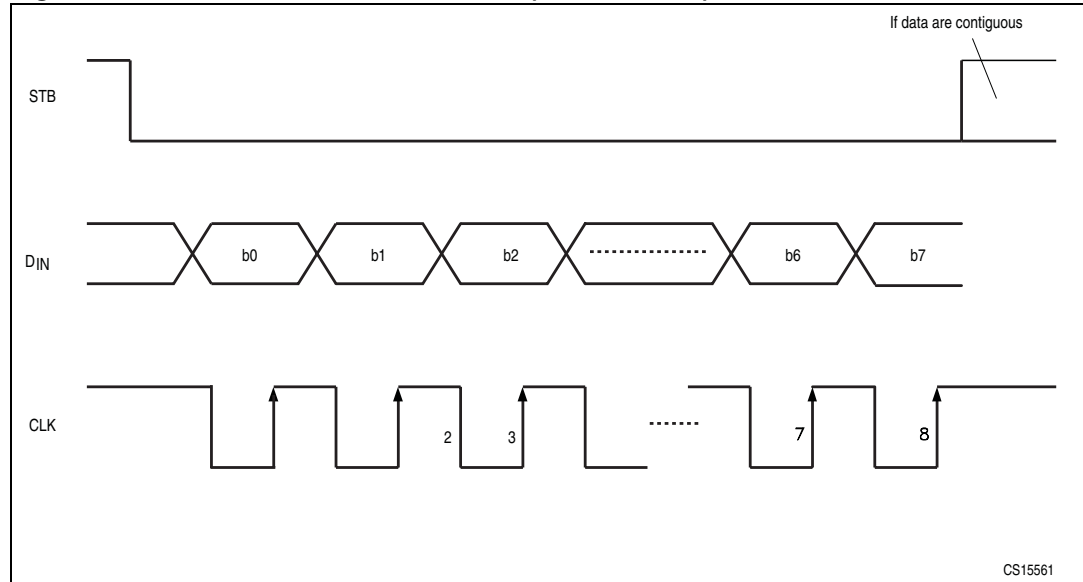 If data are contiguous
STB
DIN
b0 b1 b2 b6 b7
CLK
2 3 7 8
CS15561